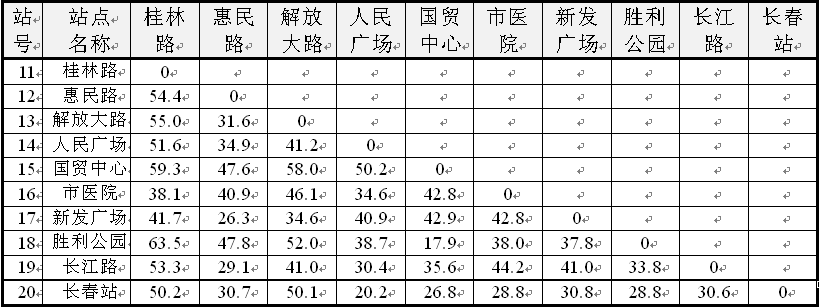 站号 站点名称 桂林路 惠民路 解放大路 人民广场 国贸中心 市医院 新发广场 胜利公园 长江路 长春站
11 桂林路 0
12 惠民路 54.4 0
13 解放大路 55.0 31.6 0
14 人民广场 51.6 34.9 41.2 0
15 国贸中心 59.3 47.6 58.0 50.2 0
16 市医院 38.1 40.9 46.1 34.6 42.8 0
17 新发广场 41.7 26.3 34.6 40.9 42.9 42.8 0
18 胜利公园 63.5 47.8 52.0 38.7 17.9 38.0 37.8 0
19 长江路 53.3 29.1 41.0 30.4 35.6 44.2 41.0 33.8 0
20 长春站 50.2 30.7 50.1 20.2 26.8 28.8 30.8 28.8 30.6 0